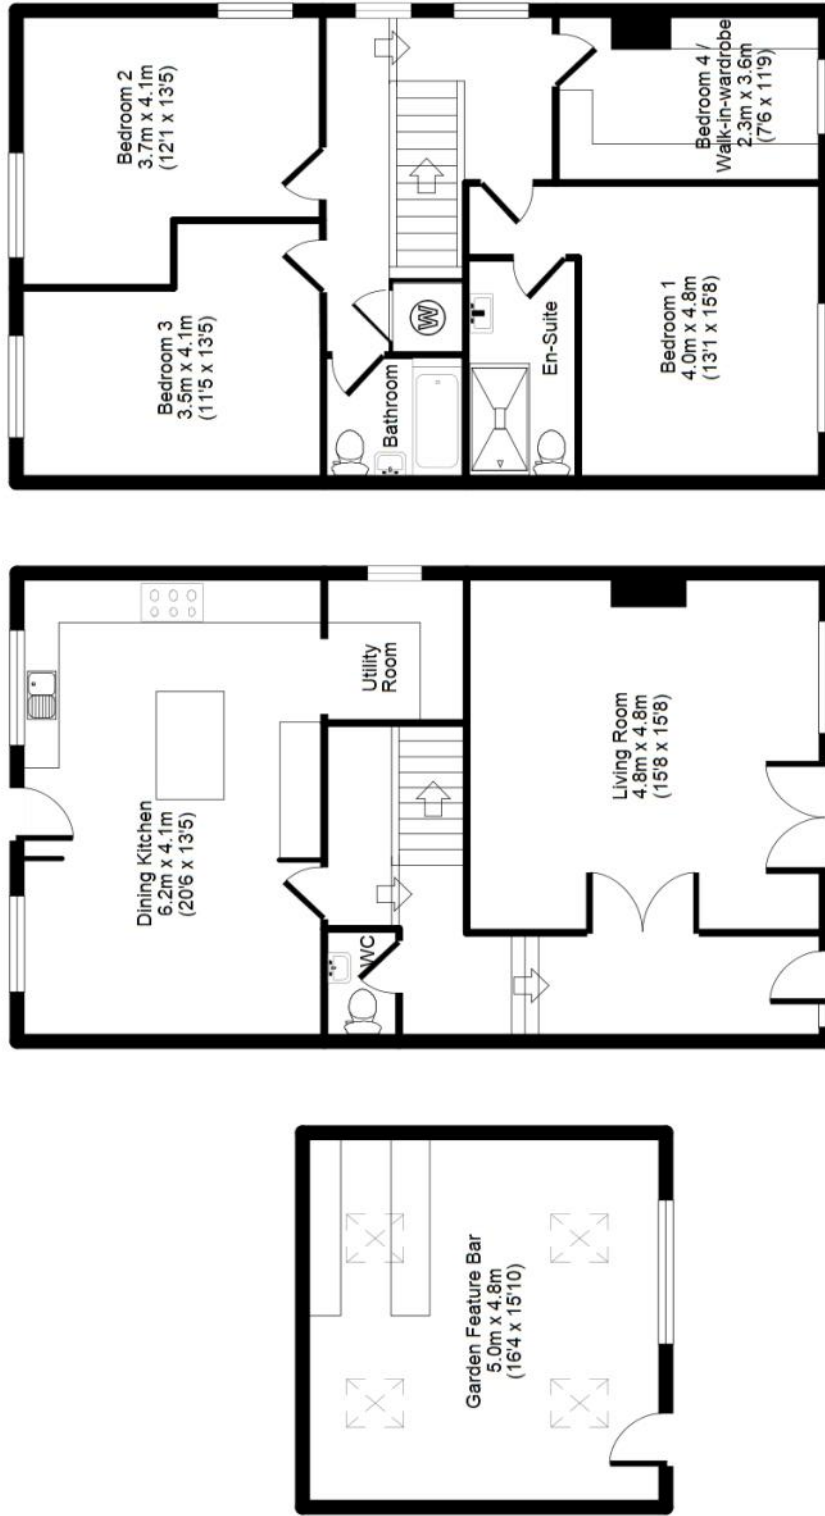 Garden Feature Bar
5.0m x 4.8m
(16'4 x 15'10)
Dining Kitchen
6.2m x 4.1m
(20'6 x 13'5)
WC
Utility
Room
Living Room
4.8m x 4.8m
(15'8 x 15'8)
Bedroom 2
3.7m x 4.1m
(12'1 x 13'5)
Bedroom 3
3.5m x 4.1m
(11'5 x 13'5)
Bathroom
W
En-Suite
Bedroom 4 /
Walk-in-wardrobe
2.3m x 3.6m
(7'6 x 11'9)
Bedroom 1
4.0m x 4.8m
(13'1 x 15'8)